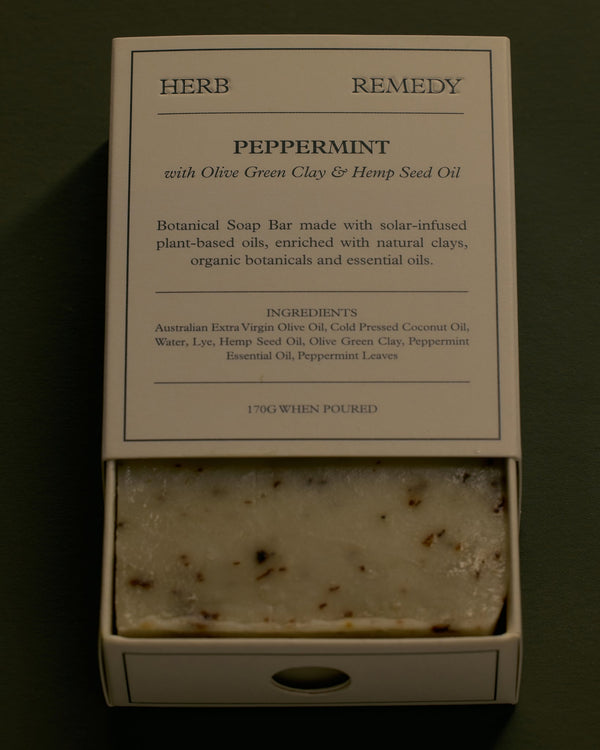 HERB REMEDY
PEPPERMINT
with Olive Green Clay & Hemp Seed Oil
Botanical Soap Bar made with solar-infused
plant-based oils, enriched with natural clays,
organic botanicals and essential oils.
INGREDIENTS
Australian Extra Virgin Olive Oil, Cold Pressed Coconut Oil,
Water, Lye, Hemp Seed Oil, Olive Green Clay, Peppermint
Essential Oil, Peppermint Leaves
170G WHEN POURED